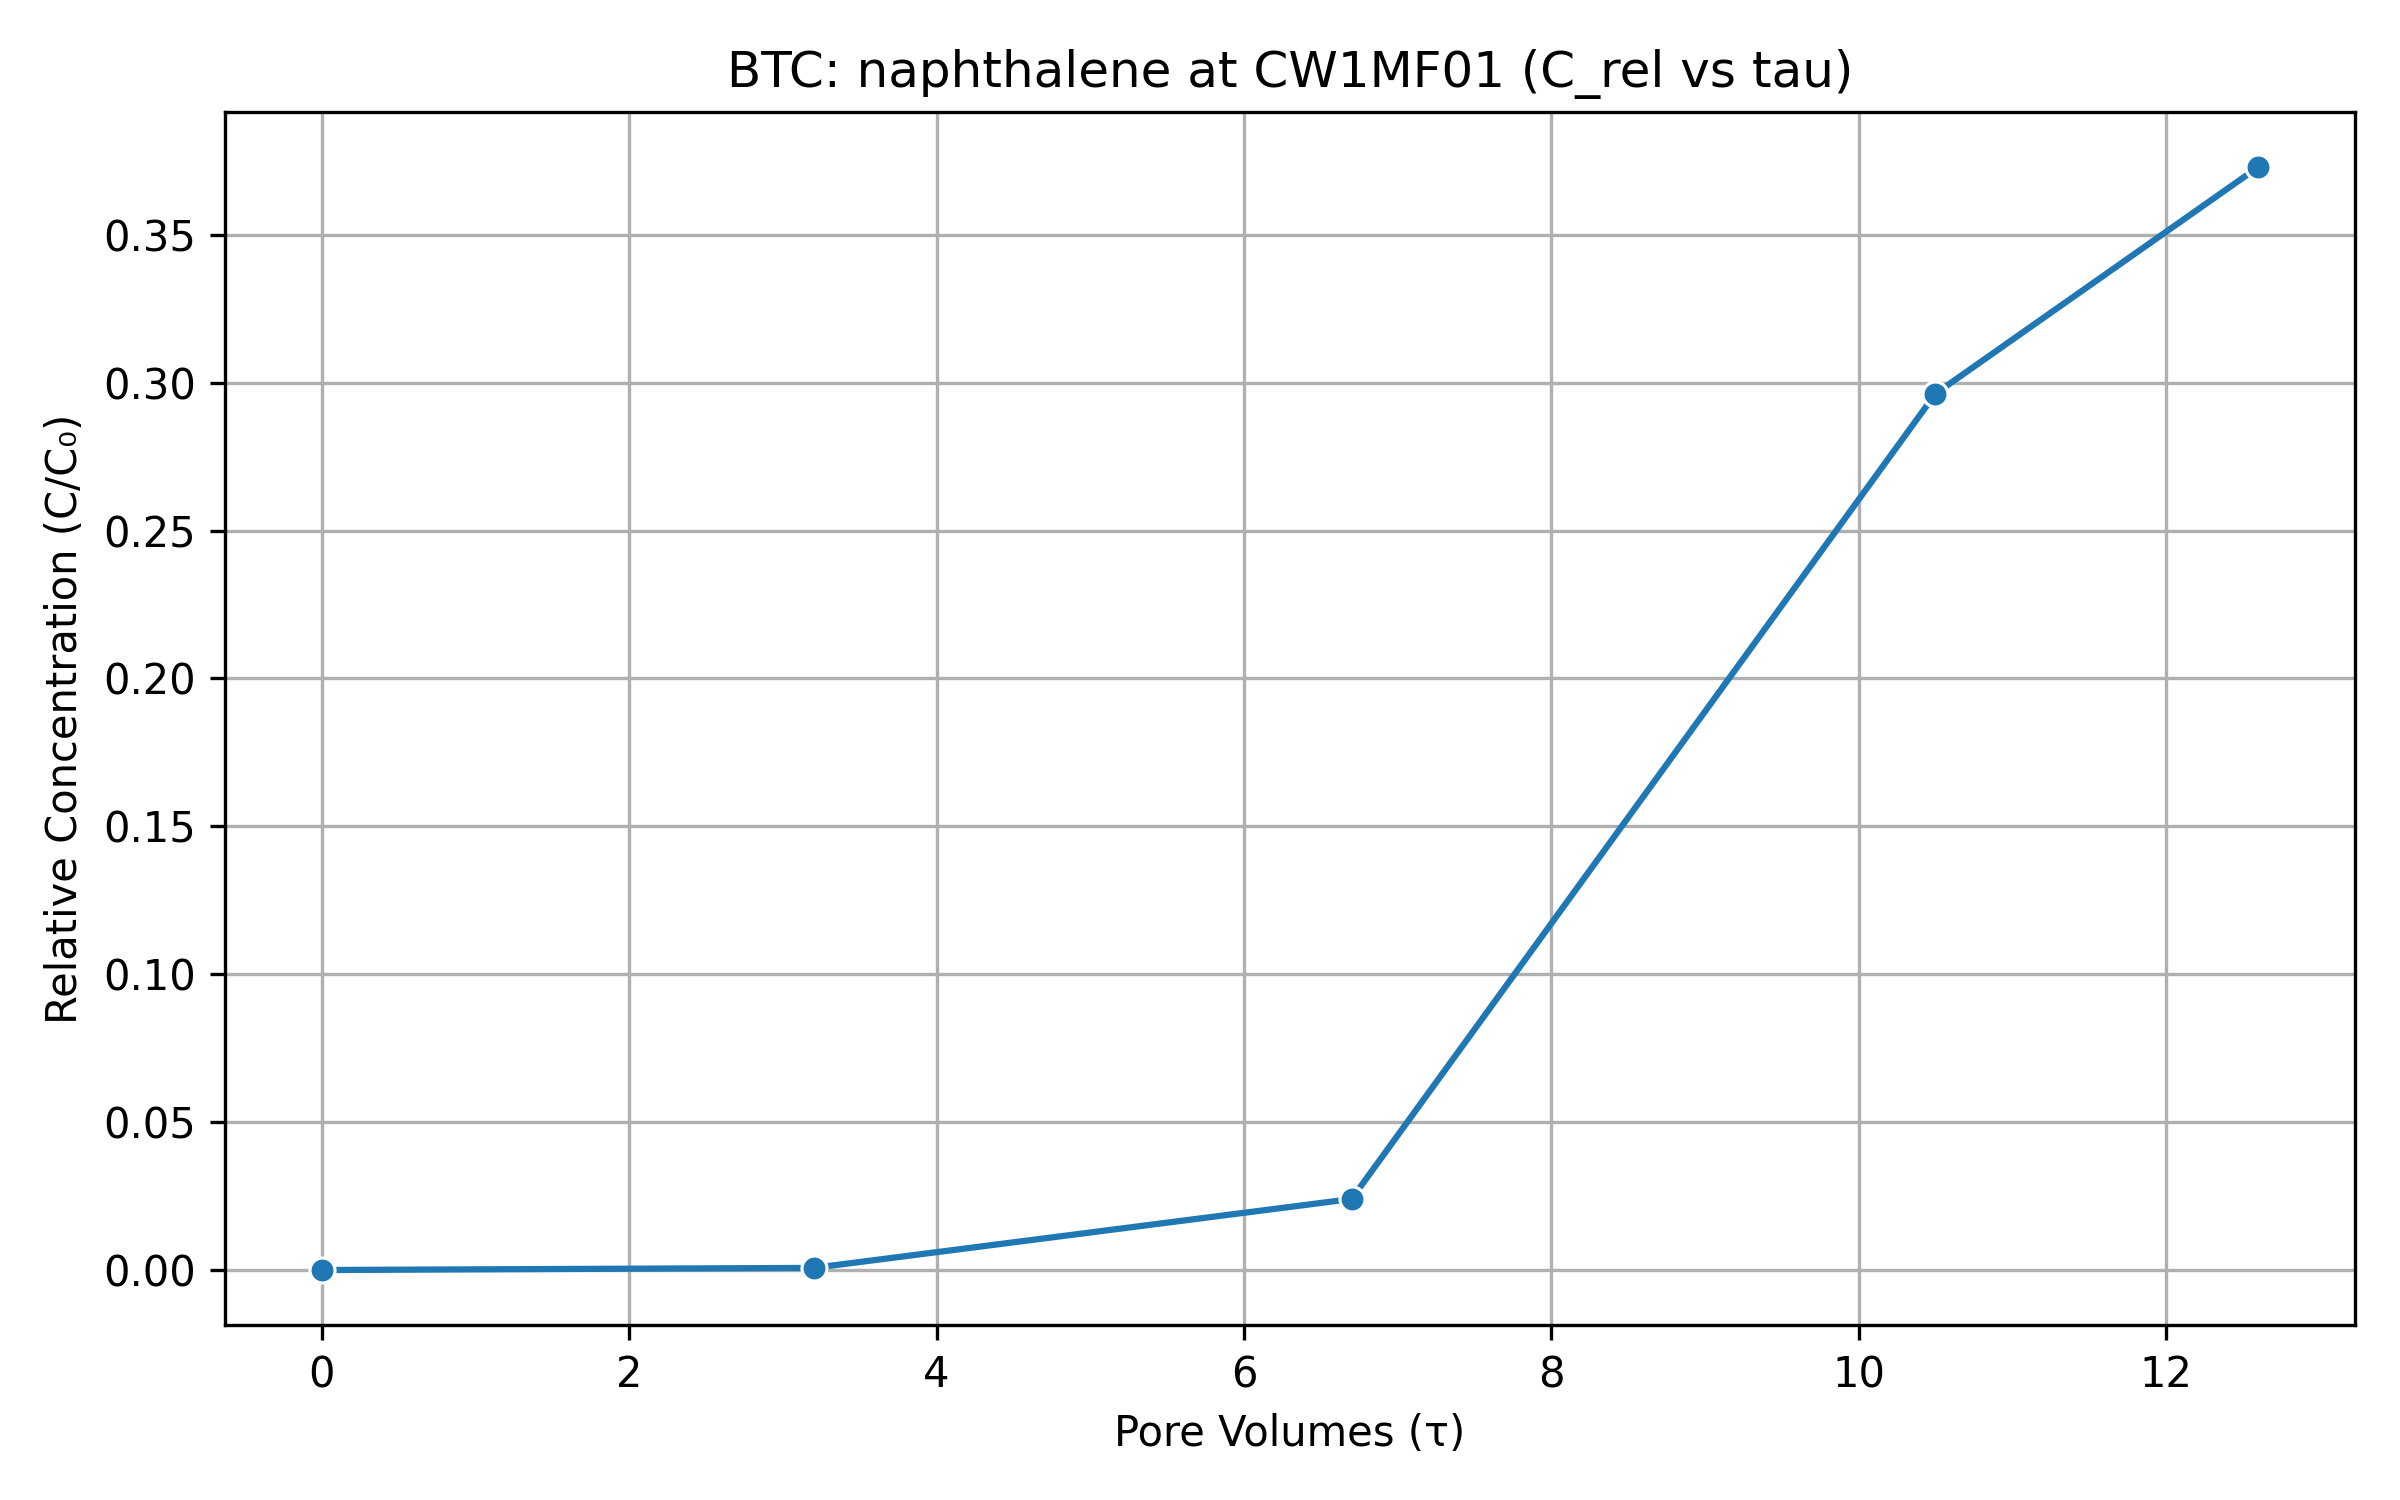 BTC: naphthalene at CW1MF01 (C_rel vs tau)
Relative Concentration (C/C₀)
0.35
0.30
0.25
0.20
0.15
0.10
0.05
0.00
0 2 4 6 8 10 12
Pore Volumes (τ)